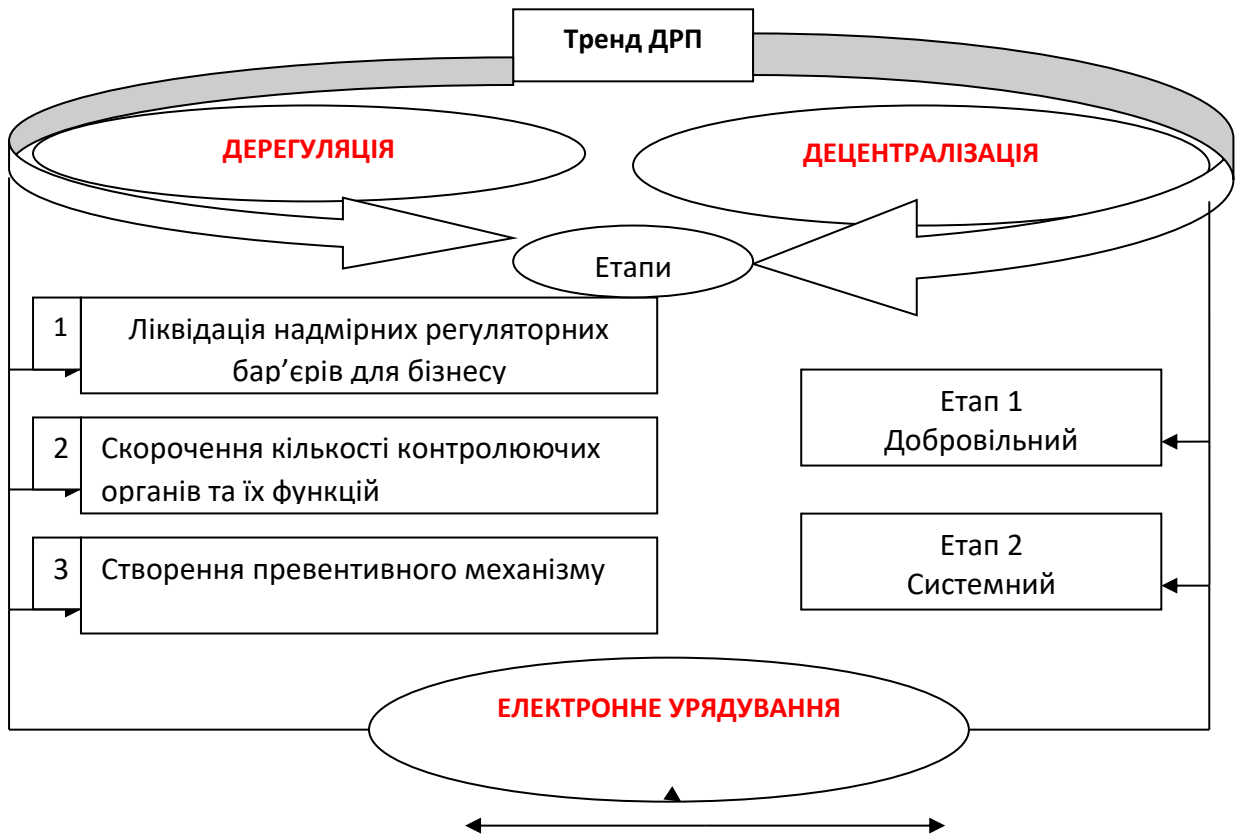 Тренд ДРП
ДЕРЕГУЛЯЦІЯ
ДЕЦЕНТРАЛІЗАЦІЯ
Етапи
1
Ліквідація надмірних регуляторних
бар’єрів для бізнесу
2
Скорочення кількості контролюючих
органів та їх функцій
3
Створення превентивного механізму
Етап 1
Добровільний
Етап 2
Системний
ЕЛЕКТРОННЕ УРЯДУВАННЯ